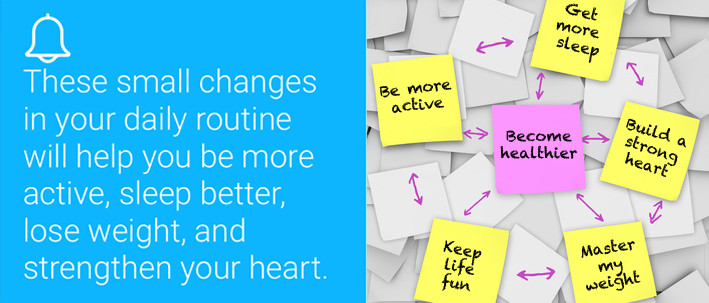 These small changes
in your daily routine
will help you be more
active, sleep better,
lose weight, and
strengthen your heart.
Get
more
sleep
Be more
active
Become
healthier
Build a
strong
heart
Keep
life
fun
Master
my
weight